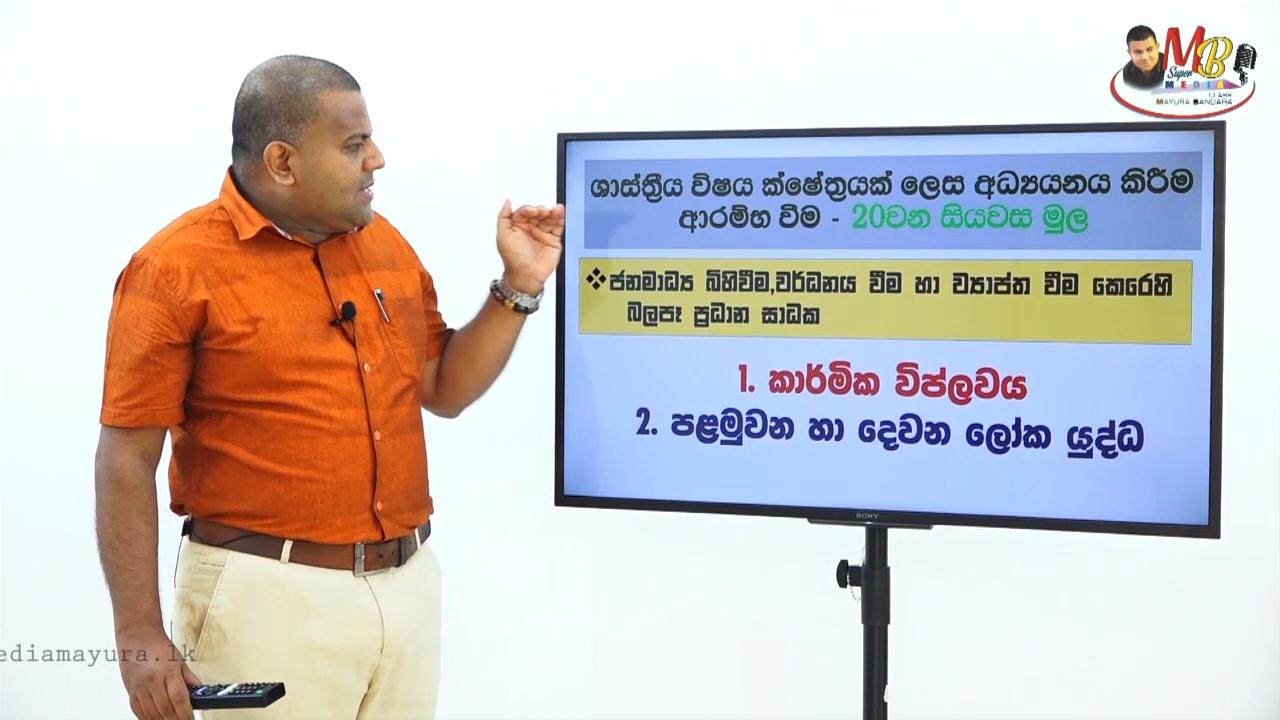 MB
Super
MEDIA
CLASS
MAYURA BANDARA
ශාස්ත්‍රීය විෂය ක්ෂේත්‍රයක් ලෙස අධ්‍යයනය කිරීම
ආරම්භ වීම - 20වන සියවස මුල
❖ජනමාධ්‍ය බිහිවීම,වර්ධනය වීම හා ව්‍යාප්ත වීම කෙරෙහි
බලපෑ ප්‍රධාන සාධක
1. කාර්මික විප්ලවය
2. පළමුවන හා දෙවන ලෝක යුද්ධ
SONY
ediamayura.lk